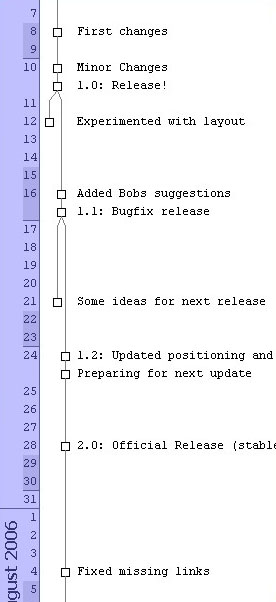 7
8 First changes
9
10 Minor Changes
1.0: Release!
11
12 Experimented with layout
13
14
15
16 Added Bobs suggestions
1.1: Bugfix release
17
18
19
20
21 Some ideas for next release
22
23
24 1.2: Updated positioning and
Preparing for next update
25
26
27
28 2.0: Official Release (stabl
29
30
31
1
2
3
4 Fixed missing links
5
gust 2006